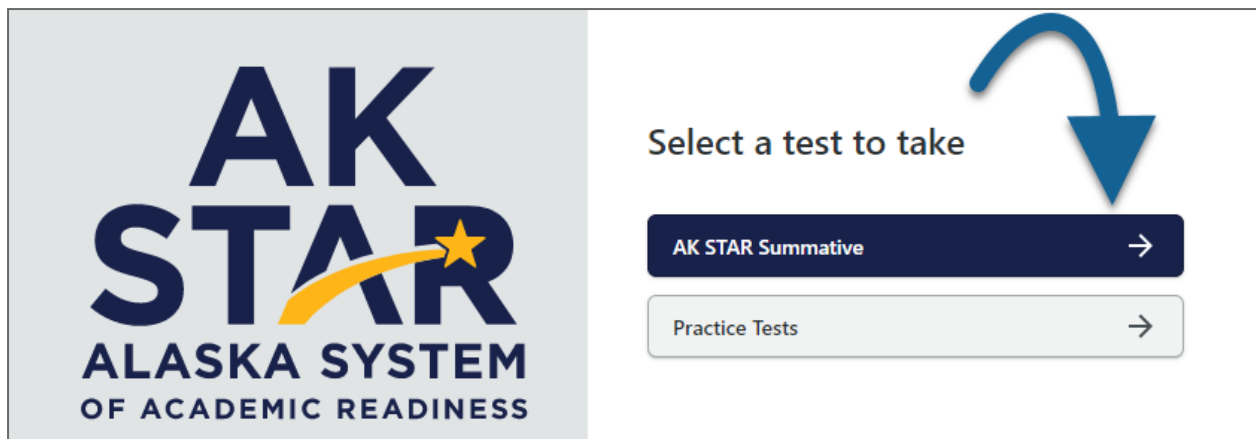 AK
STAR
ALASKA SYSTEM
OF ACADEMIC READINESS
Select a test to take
AK STAR Summative
Practice Tests